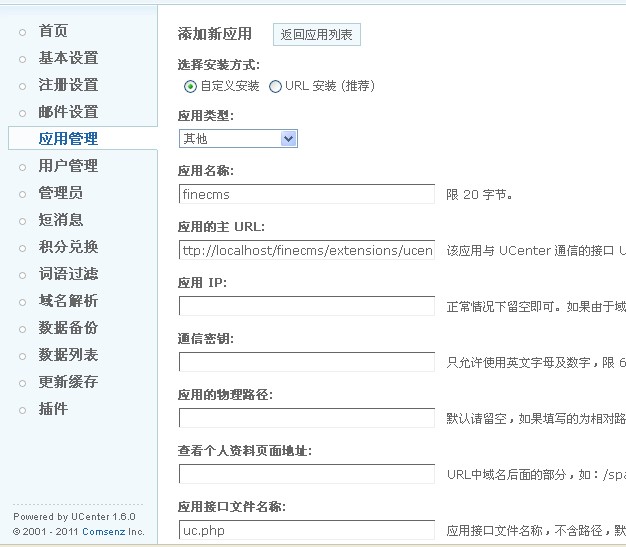 首页
基本设置
注册设置
邮件设置
应用管理
用户管理
管理员
短消息
积分兑换
词语过滤
域名解析
数据备份
数据列表
更新缓存
插件
Powered by UCenter 1.6.0
© 2001 - 2011 Comsenz Inc.
添加新应用 返回应用列表
选择安装方式:
自定义安装 URL 安装 (推荐)
应用类型:
其他
应用名称:
finecms 限 20 字节。
应用的主 URL:
ttp://localhost/finecms/extensions/ucen 该应用与 UCenter 通信的接口 U
应用 IP:
正常情况下留空即可。如果由于域
通信密钥:
只允许使用英文字母及数字，限 6
应用的物理路径:
默认请留空，如果填写的为相对路
查看个人资料页面地址:
URL中域名后面的部分，如：/spa
应用接口文件名称:
uc.php 应用接口文件名称，不含路径，默